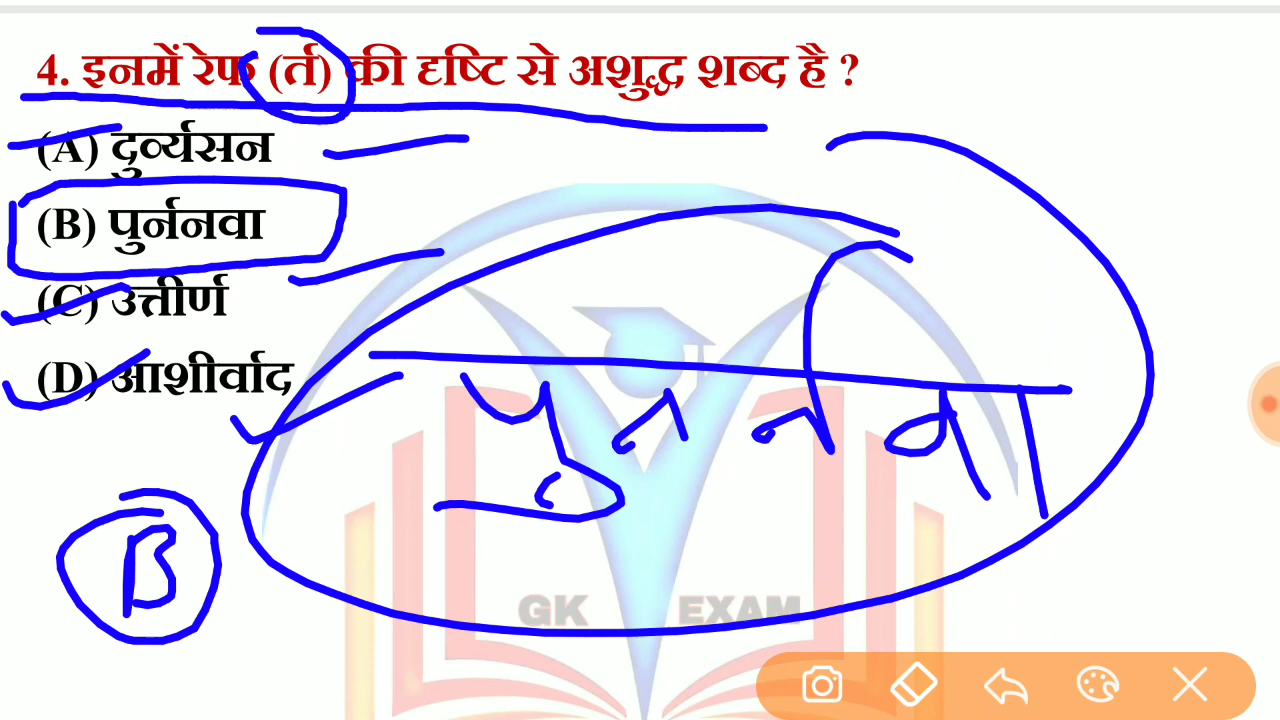 4. इनमें रेफ (र्त) की दृष्टि से अशुद्ध शब्द है ?
(A) दुर्व्यसन
(B) पुर्ननवा
(C) उत्तीर्ण
(D) आशीर्वाद
पुनर्नवा
B
GK EXAM